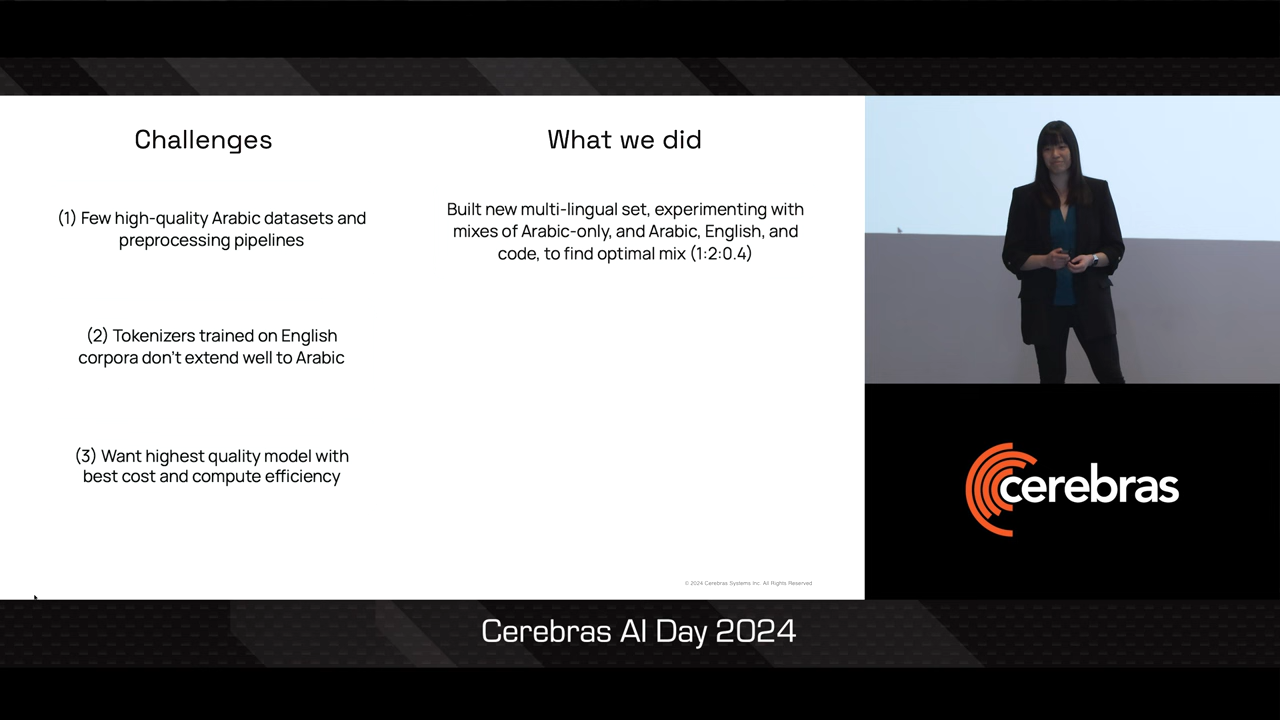 Challenges
What we did
(1) Few high-quality Arabic datasets and
preprocessing pipelines
Built new multi-lingual set, experimenting with
mixes of Arabic-only, and Arabic, English, and
code, to find optimal mix (1:2:0.4)
(2) Tokenizers trained on English
corpora don't extend well to Arabic
(3) Want highest quality model with
best cost and compute efficiency
© 2024 Cerebras Systems Inc. All Rights Reserved
cerebras
Cerebras AI Day 2024